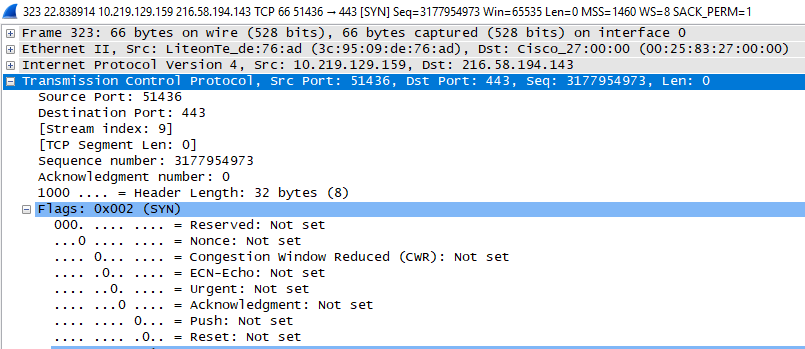 323 22.838914 10.219.129.159 216.58.194.143 TCP 66 51436 → 443 [SYN] Seq=3177954973 Win=65535 Len=0 MSS=1460 WS=8 SACK_PERM=1
Frame 323: 66 bytes on wire (528 bits), 66 bytes captured (528 bits) on interface 0
Ethernet II, Src: LiteonTe_de:76:ad (3c:95:09:de:76:ad), Dst: Cisco_27:00:00 (00:25:83:27:00:00)
Internet Protocol Version 4, Src: 10.219.129.159, Dst: 216.58.194.143
Transmission Control Protocol, Src Port: 51436, Dst Port: 443, Seq: 3177954973, Len: 0
Source Port: 51436
Destination Port: 443
[Stream index: 9]
[TCP Segment Len: 0]
Sequence number: 3177954973
Acknowledgment number: 0
1000 .... = Header Length: 32 bytes (8)
Flags: 0x002 (SYN)
000. .... .... = Reserved: Not set
...0 .... .... = Nonce: Not set
.... 0... .... = Congestion Window Reduced (CWR): Not set
.... .0.. .... = ECN-Echo: Not set
.... ..0. .... = Urgent: Not set
.... ...0 .... = Acknowledgment: Not set
.... .... 0... = Push: Not set
.... .... .0.. = Reset: Not set